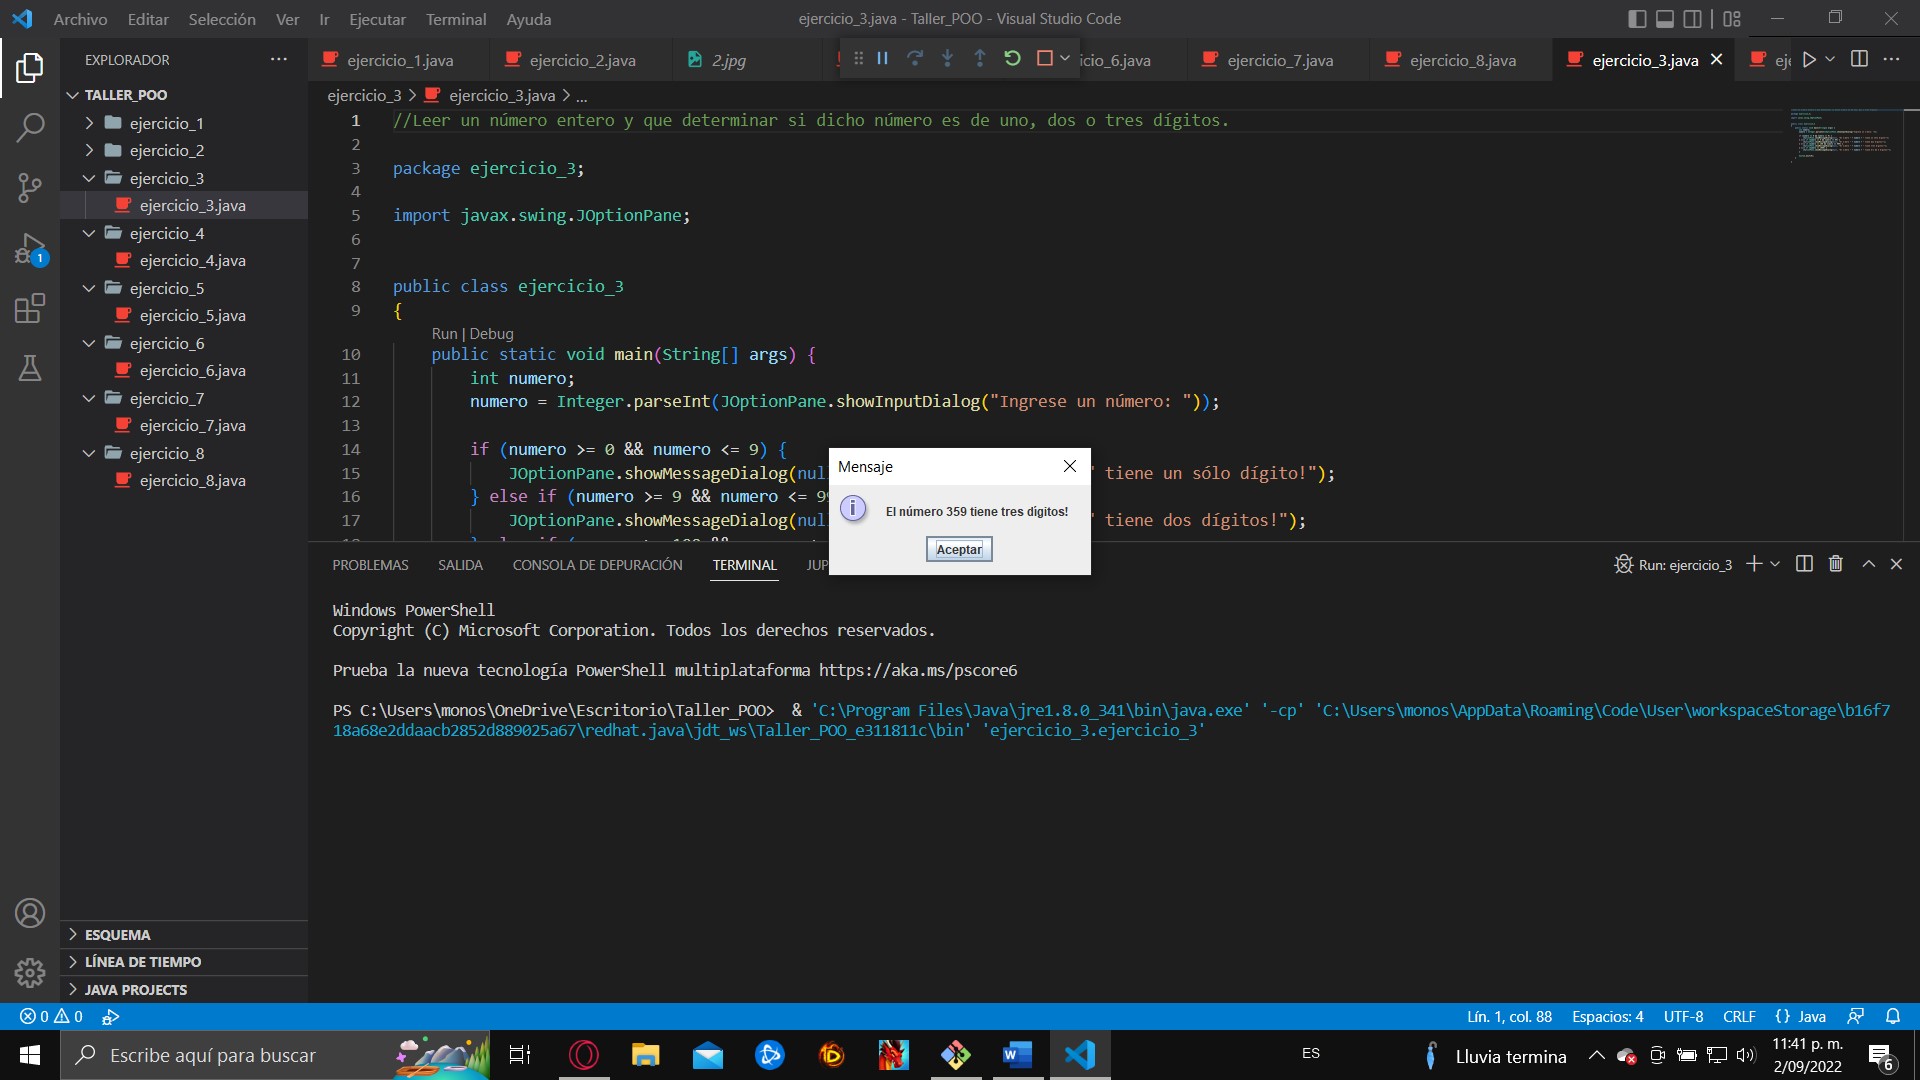 Archivo Editar Selección Ver Ir Ejecutar Terminal Ayuda
ejercicio_3.java - Taller_POO - Visual Studio Code
EXPLORADOR
TALLER_POO
ejercicio_1
ejercicio_2
ejercicio_3
ejercicio_3.java
ejercicio_4
ejercicio_4.java
ejercicio_5
ejercicio_5.java
ejercicio_6
ejercicio_6.java
ejercicio_7
ejercicio_7.java
ejercicio_8
ejercicio_8.java
ESQUEMA
LÍNEA DE TIEMPO
JAVA PROJECTS
1
ejercicio_1.java ejercicio_2.java 2.jpg icio_6.java ejercicio_7.java ejercicio_8.java ejercicio_3.java eje
ejercicio_3 > ejercicio_3.java > ...
1 //Leer un número entero y que determinar si dicho número es de uno, dos o tres dígitos.
2
3 package ejercicio_3;
4
5 import javax.swing.JOptionPane;
6
7
8 public class ejercicio_3
9 {
Run | Debug
10 public static void main(String[] args) {
11 int numero;
12 numero = Integer.parseInt(JOptionPane.showInputDialog("Ingrese un número: "));
13
14 if (numero >= 0 && numero <= 9) {
15 JOptionPane.showMessageDialog(nul " tiene un sólo dígito!");
16 } else if (numero >= 9 && numero <= 99
17 JOptionPane.showMessageDialog(nul " tiene dos dígitos!");
Mensaje
El número 359 tiene tres digitos!
Aceptar
PROBLEMAS SALIDA CONSOLA DE DEPURACIÓN TERMINAL JUP
Run: ejercicio_3
Windows PowerShell
Copyright (C) Microsoft Corporation. Todos los derechos reservados.
Prueba la nueva tecnología PowerShell multiplataforma https://aka.ms/pscore6
PS C:\Users\monos\OneDrive\Escritorio\Taller_POO> & 'C:\Program Files\Java\jre1.8.0_341\bin\java.exe' '-cp' 'C:\Users\monos\AppData\Roaming\Code\User\workspaceStorage\b16f7
18a68e2ddaacb2852d889025a67\redhat.java\jdt_ws\Taller_POO_e311811c\bin' 'ejercicio_3.ejercicio_3'
0 0
Lín. 1, col. 88 Espacios: 4 UTF-8 CRLF {} Java
Escribe aquí para buscar
ES
Lluvia termina
11:41 p. m.
2/09/2022
6